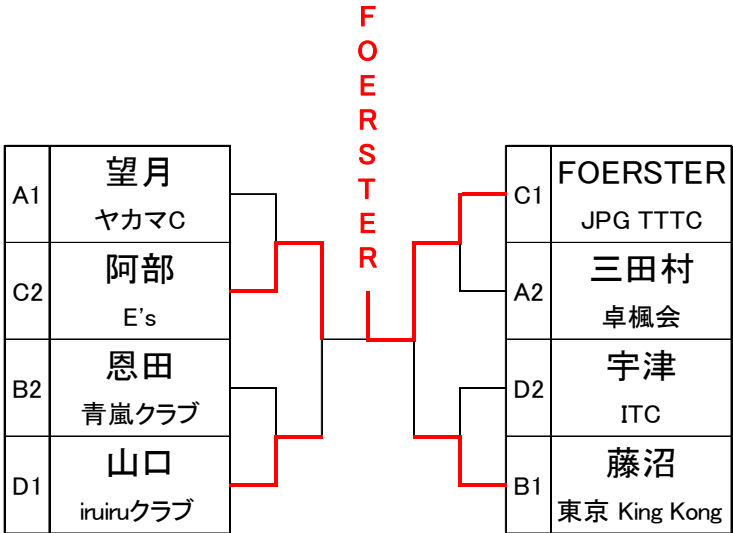 FOERSTER
A1
望月
ヤカマC
C2
阿部
E's
B2
恩田
青嵐クラブ
D1
山口
iruiruクラブ
C1
FOERSTER
JPG TTTC
A2
三田村
卓楓会
D2
宇津
ITC
B1
藤沼
東京 King Kong